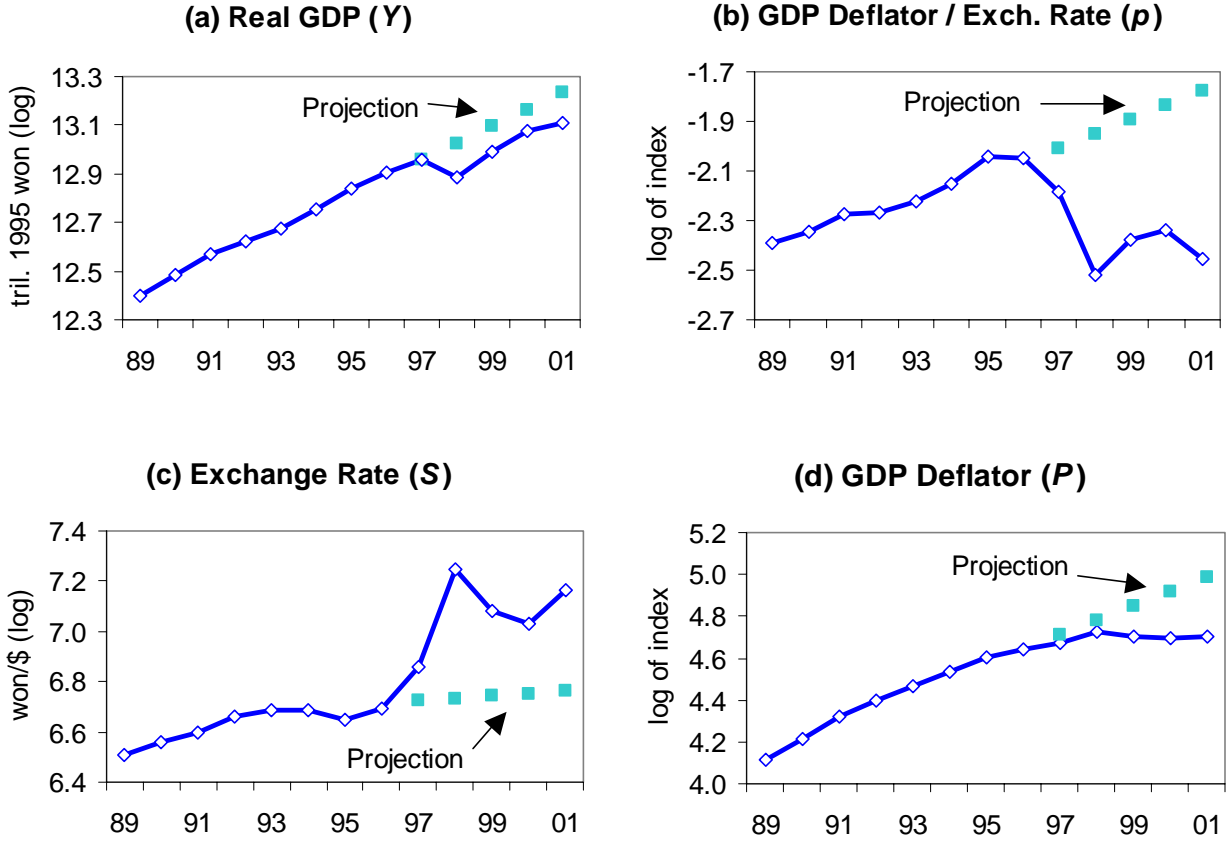 (a) Real GDP (Y)
tril. 1995 won (log)
13.3
13.1
12.9
12.7
12.5
12.3
Projection
89 91 93 95 97 99 01
(b) GDP Deflator / Exch. Rate (p)
log of index
-1.7
-1.9
-2.1
-2.3
-2.5
-2.7
Projection
89 91 93 95 97 99 01
(c) Exchange Rate (S)
won/$ (log)
7.4
7.2
7.0
6.8
6.6
6.4
Projection
89 91 93 95 97 99 01
(d) GDP Deflator (P)
log of index
5.2
5.0
4.8
4.6
4.4
4.2
4.0
Projection
89 91 93 95 97 99 01